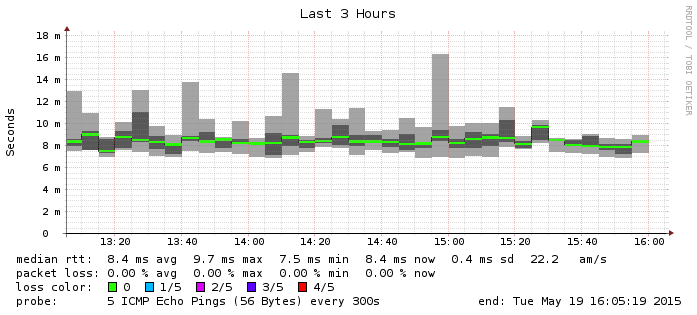 Last 3 Hours
RRDTOOL / TOBI OETIKER
Seconds
18 m
16 m
14 m
12 m
10 m
8 m
6 m
4 m
2 m
0
13:20 13:40 14:00 14:20 14:40 15:00 15:20 15:40 16:00
median rtt: 8.4 ms avg 9.7 ms max 7.5 ms min 8.4 ms now 0.4 ms sd 22.2 am/s
packet loss: 0.00 % avg 0.00 % max 0.00 % min 0.00 % now
loss color: 0 1/5 2/5 3/5 4/5
probe: 5 ICMP Echo Pings (56 Bytes) every 300s end: Tue May 19 16:05:19 2015